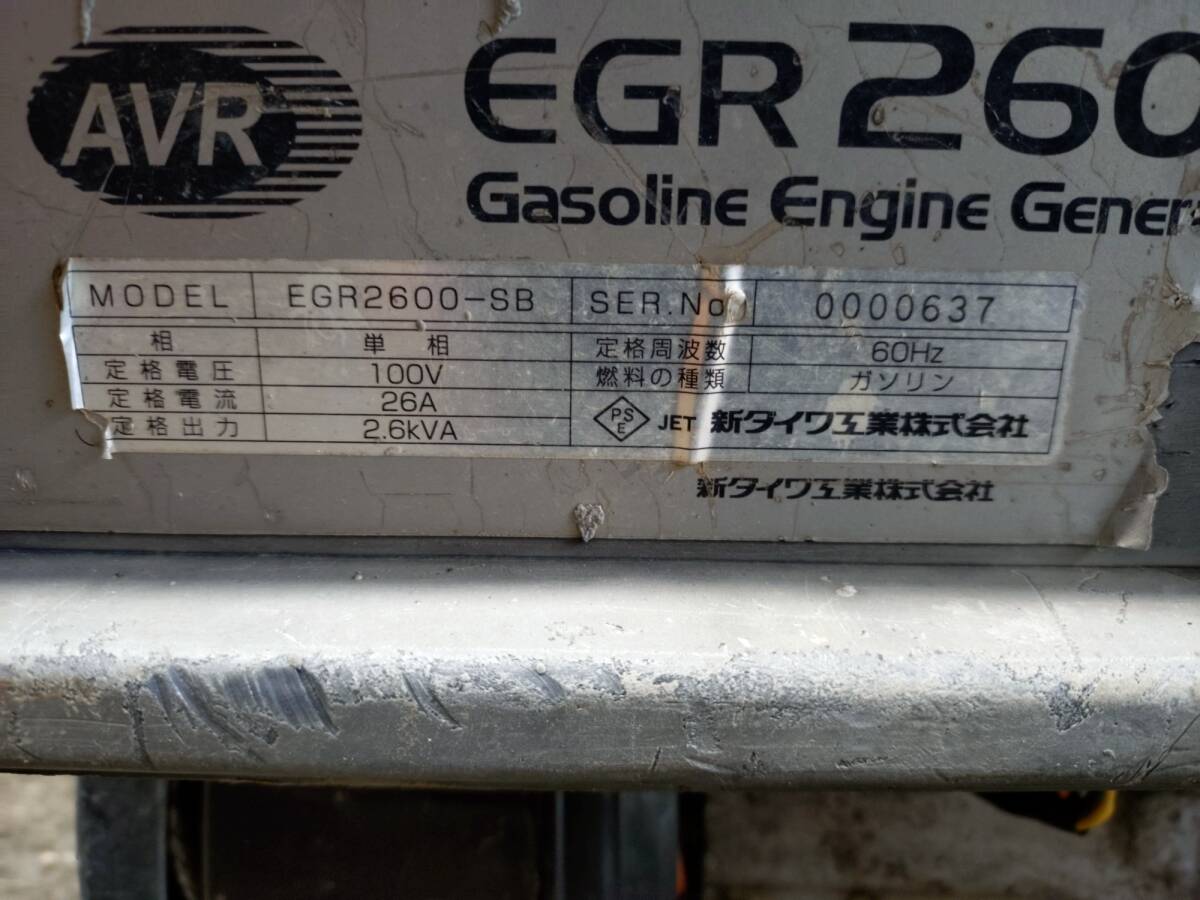 AVR
EGR 260
Gasoline Engine Gener
MODEL EGR2600-SB SER.No 0000637
相 単相 定格周波数 60Hz
定格電圧 100V 燃料の種類 ガソリン
定格電流 26A
定格出力 2.6kVA
PS
E
JET 新ダイワ工業株式会社
新ダイワ工業株式会社